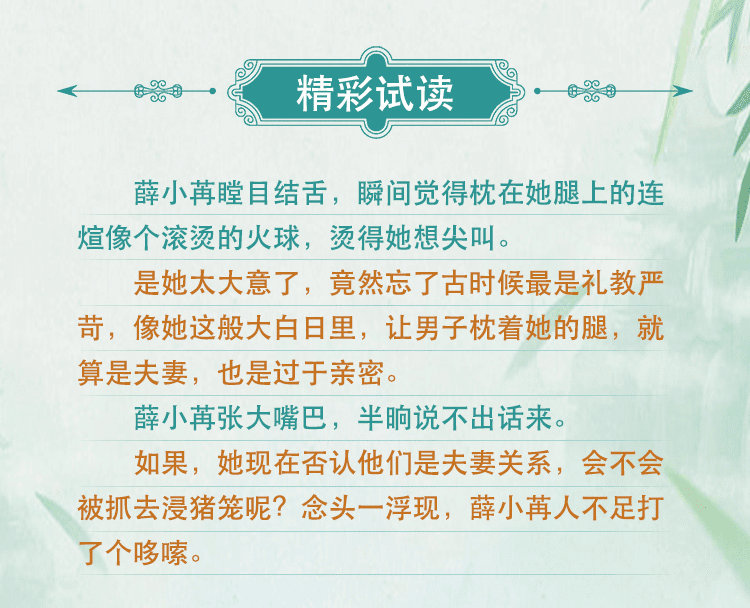 精彩试读
薛小苒瞠目结舌，瞬间觉得枕在她腿上的连
煊像个滚烫的火球，烫得她想尖叫。
是她太大意了，竟然忘了古时候最是礼教严
苛，像她这般大白日里，让男子枕着她的腿，就
算是夫妻，也是过于亲密。
薛小苒张大嘴巴，半晌说不出话来。
如果，她现在否认他们是夫妻关系，会不会
被抓去浸猪笼呢？念头一浮现，薛小苒人不足打
了个哆嗦。